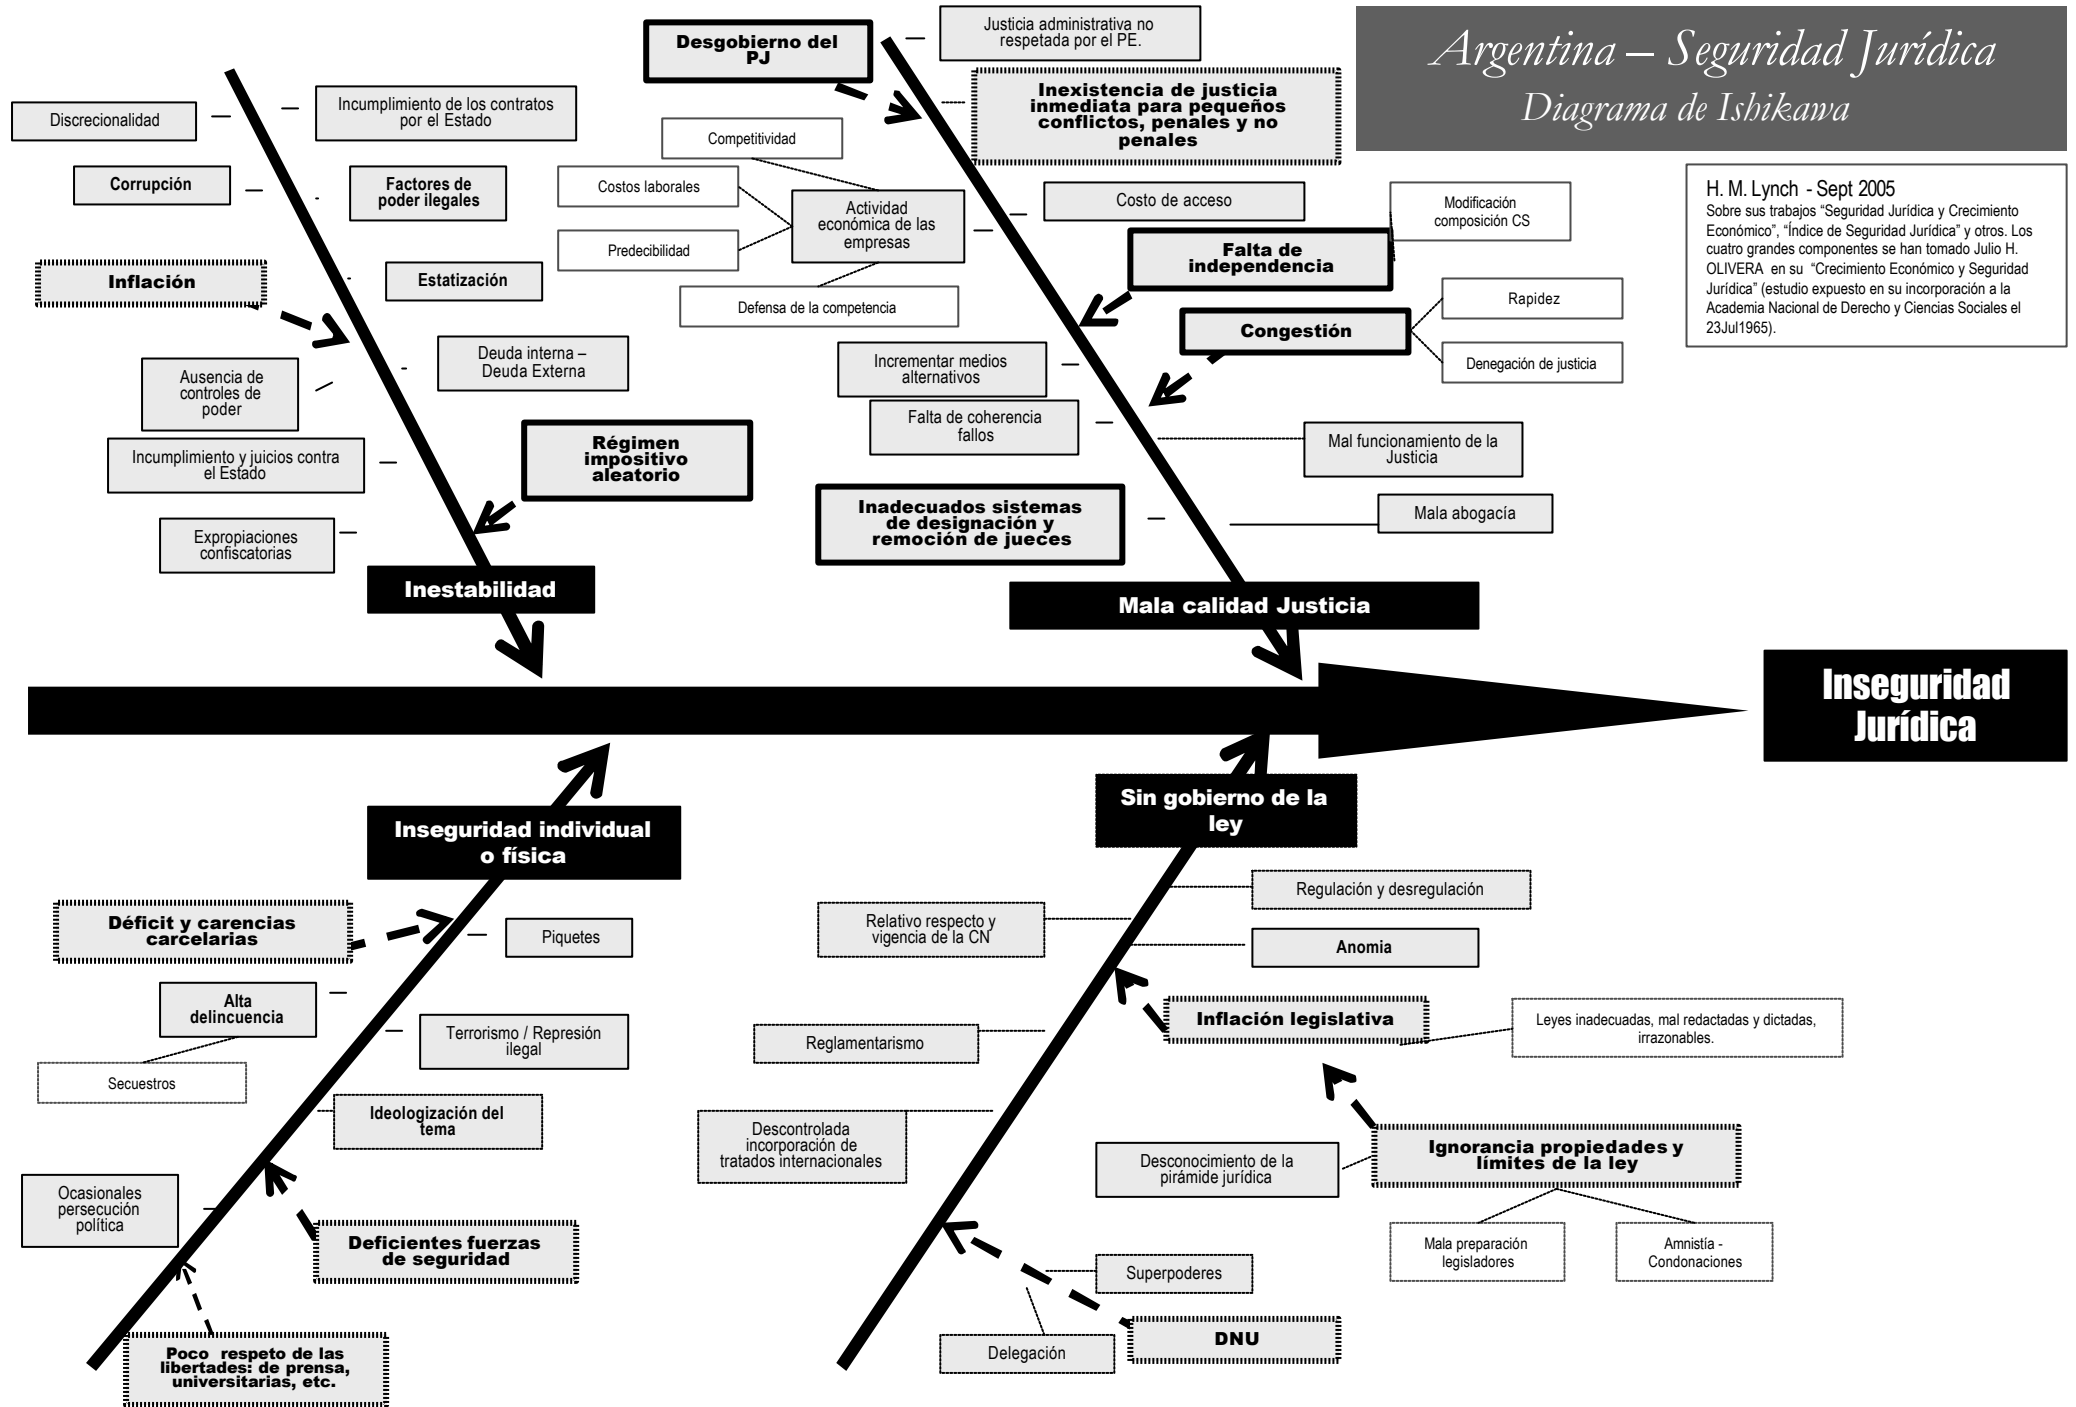 Argentina – Seguridad Jurídica
Diagrama de Ishikawa
H. M. Lynch - Sept 2005
Sobre sus trabajos “Seguridad Jurídica y Crecimiento
Económico”, “Índice de Seguridad Jurídica” y otros. Los
cuatro grandes componentes se han tomado Julio H.
OLIVERA en su “Crecimiento Económico y Seguridad
Jurídica” (estudio expuesto en su incorporación a la
Academia Nacional de Derecho y Ciencias Sociales el
23Jul1965).
Discrecionalidad
Incumplimiento de los contratos
por el Estado
Corrupción
Factores de
poder ilegales
Inflación
Estatización
Deuda interna –
Deuda Externa
Ausencia de
controles de
poder
Incumplimiento y juicios contra
el Estado
Régimen
impositivo
aleatorio
Expropiaciones
confiscatorias
Inestabilidad
Desgobierno del
PJ
Justicia administrativa no
respetada por el PE.
Inexistencia de justicia
inmediata para pequeños
conflictos, penales y no
penales
Competitividad
Costos laborales
Predecibilidad
Actividad
económica de las
empresas
Defensa de la competencia
Costo de acceso
Modificación
composición CS
Falta de
independencia
Rapidez
Congestión
Denegación de justicia
Incrementar medios
alternativos
Falta de coherencia
fallos
Mal funcionamiento de la
Justicia
Inadecuados sistemas
de designación y
remoción de jueces
Mala abogacía
Mala calidad Justicia
Inseguridad
Jurídica
Inseguridad individual
o física
Déficit y carencias
carcelarias
Piquetes
Alta
delincuencia
Secuestros
Terrorismo / Represión
ilegal
Ideologización del
tema
Ocasionales
persecución
política
Deficientes fuerzas
de seguridad
Poco respeto de las
libertades: de prensa,
universitarias, etc.
Sin gobierno de la
ley
Regulación y desregulación
Relativo respecto y
vigencia de la CN
Anomia
Inflación legislativa
Leyes inadecuadas, mal redactadas y dictadas,
irrazonables.
Reglamentarismo
Descontrolada
incorporación de
tratados internacionales
Ignorancia propiedades y
límites de la ley
Desconocimiento de la
pirámide jurídica
Mala preparación
legisladores
Amnistía -
Condonaciones
Superpoderes
DNU
Delegación